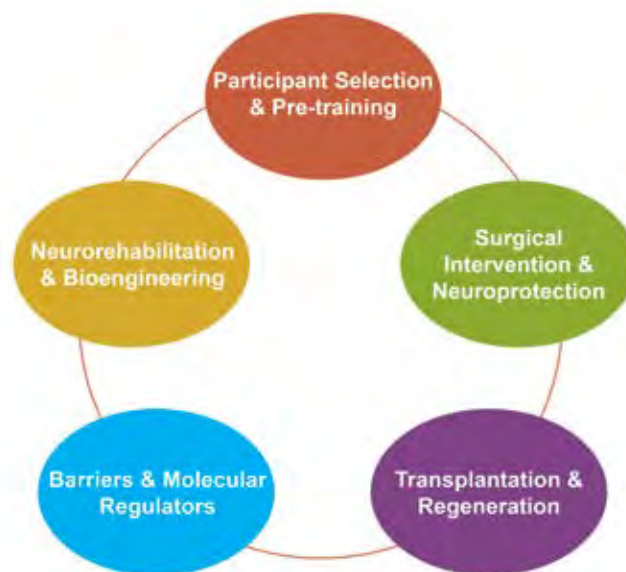 Participant Selection
& Pre-training
Surgical
Intervention &
Neuroprotection
Transplantation &
Regeneration
Barriers & Molecular
Regulators
Neurorehabilitation
& Bioengineering